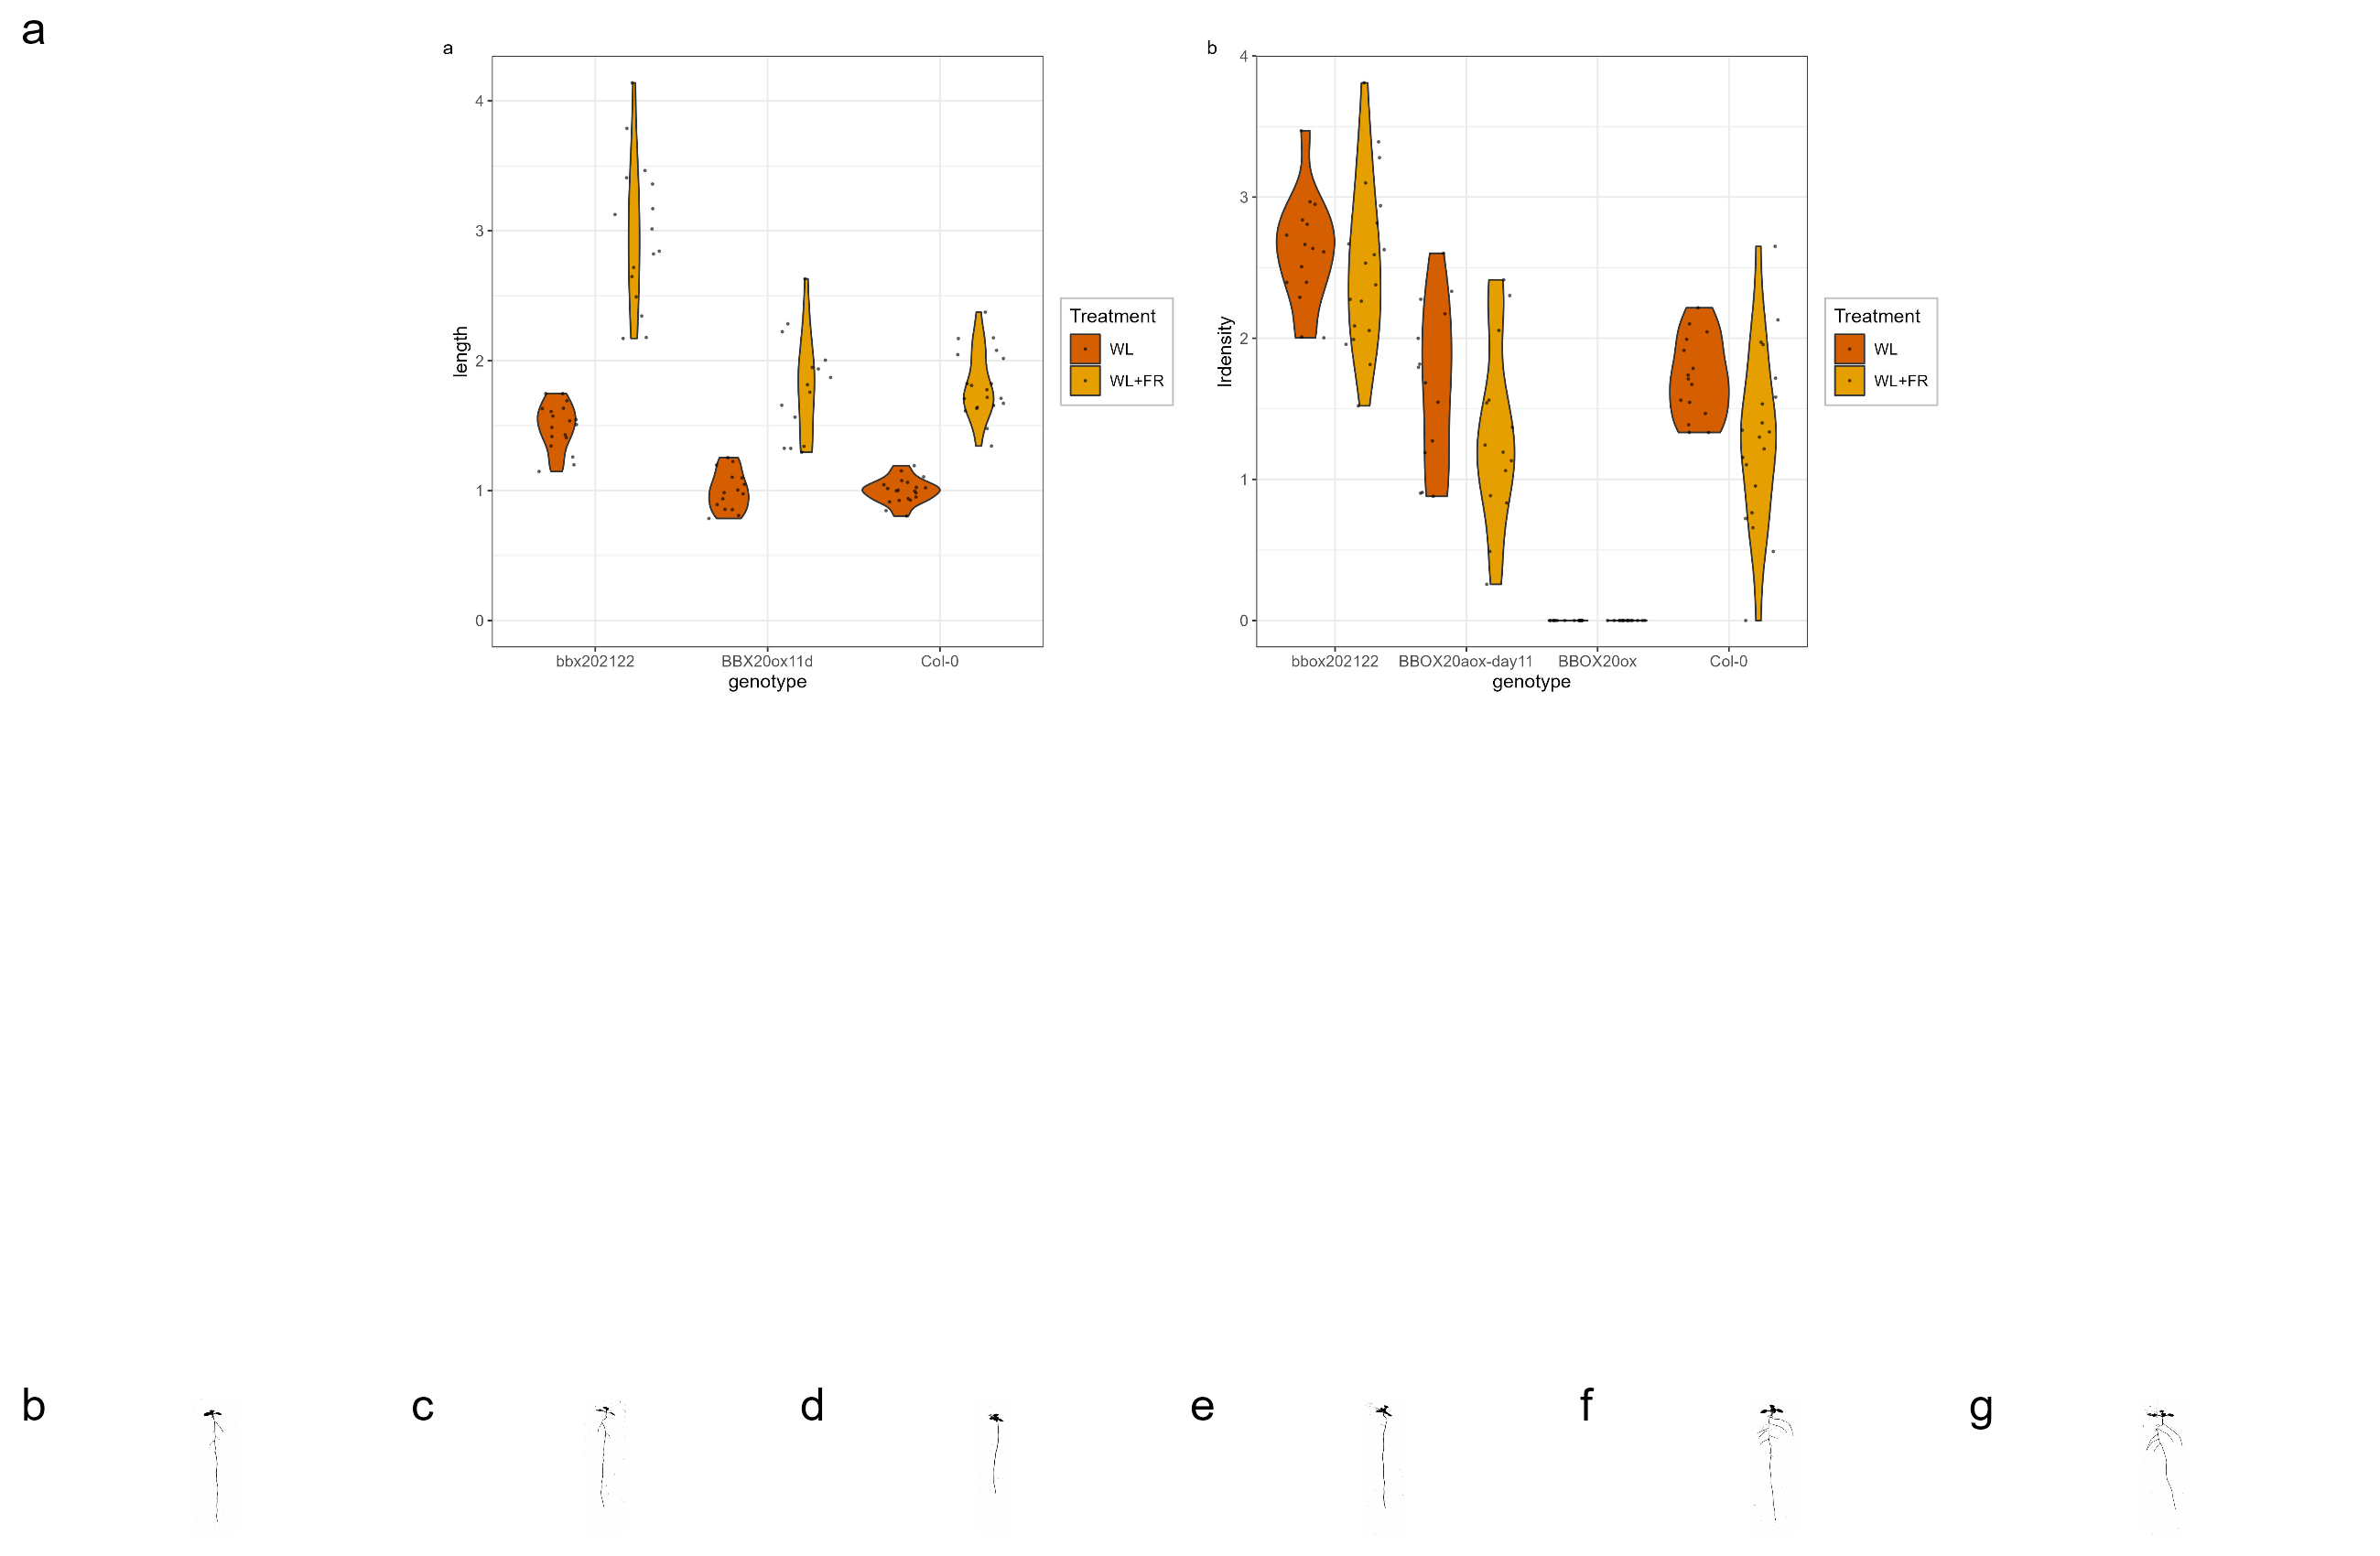 a
a
4
3
2
1
0
length
bbx202122
BBX20ox11d
Col-0
genotype
Treatment
WL
WL+FR
b
4
3
2
1
0
lrdensity
bbox202122
BBOX20aox-day11
BBOX20ox
Col-0
genotype
Treatment
WL
WL+FR
b
c
d
e
f
g